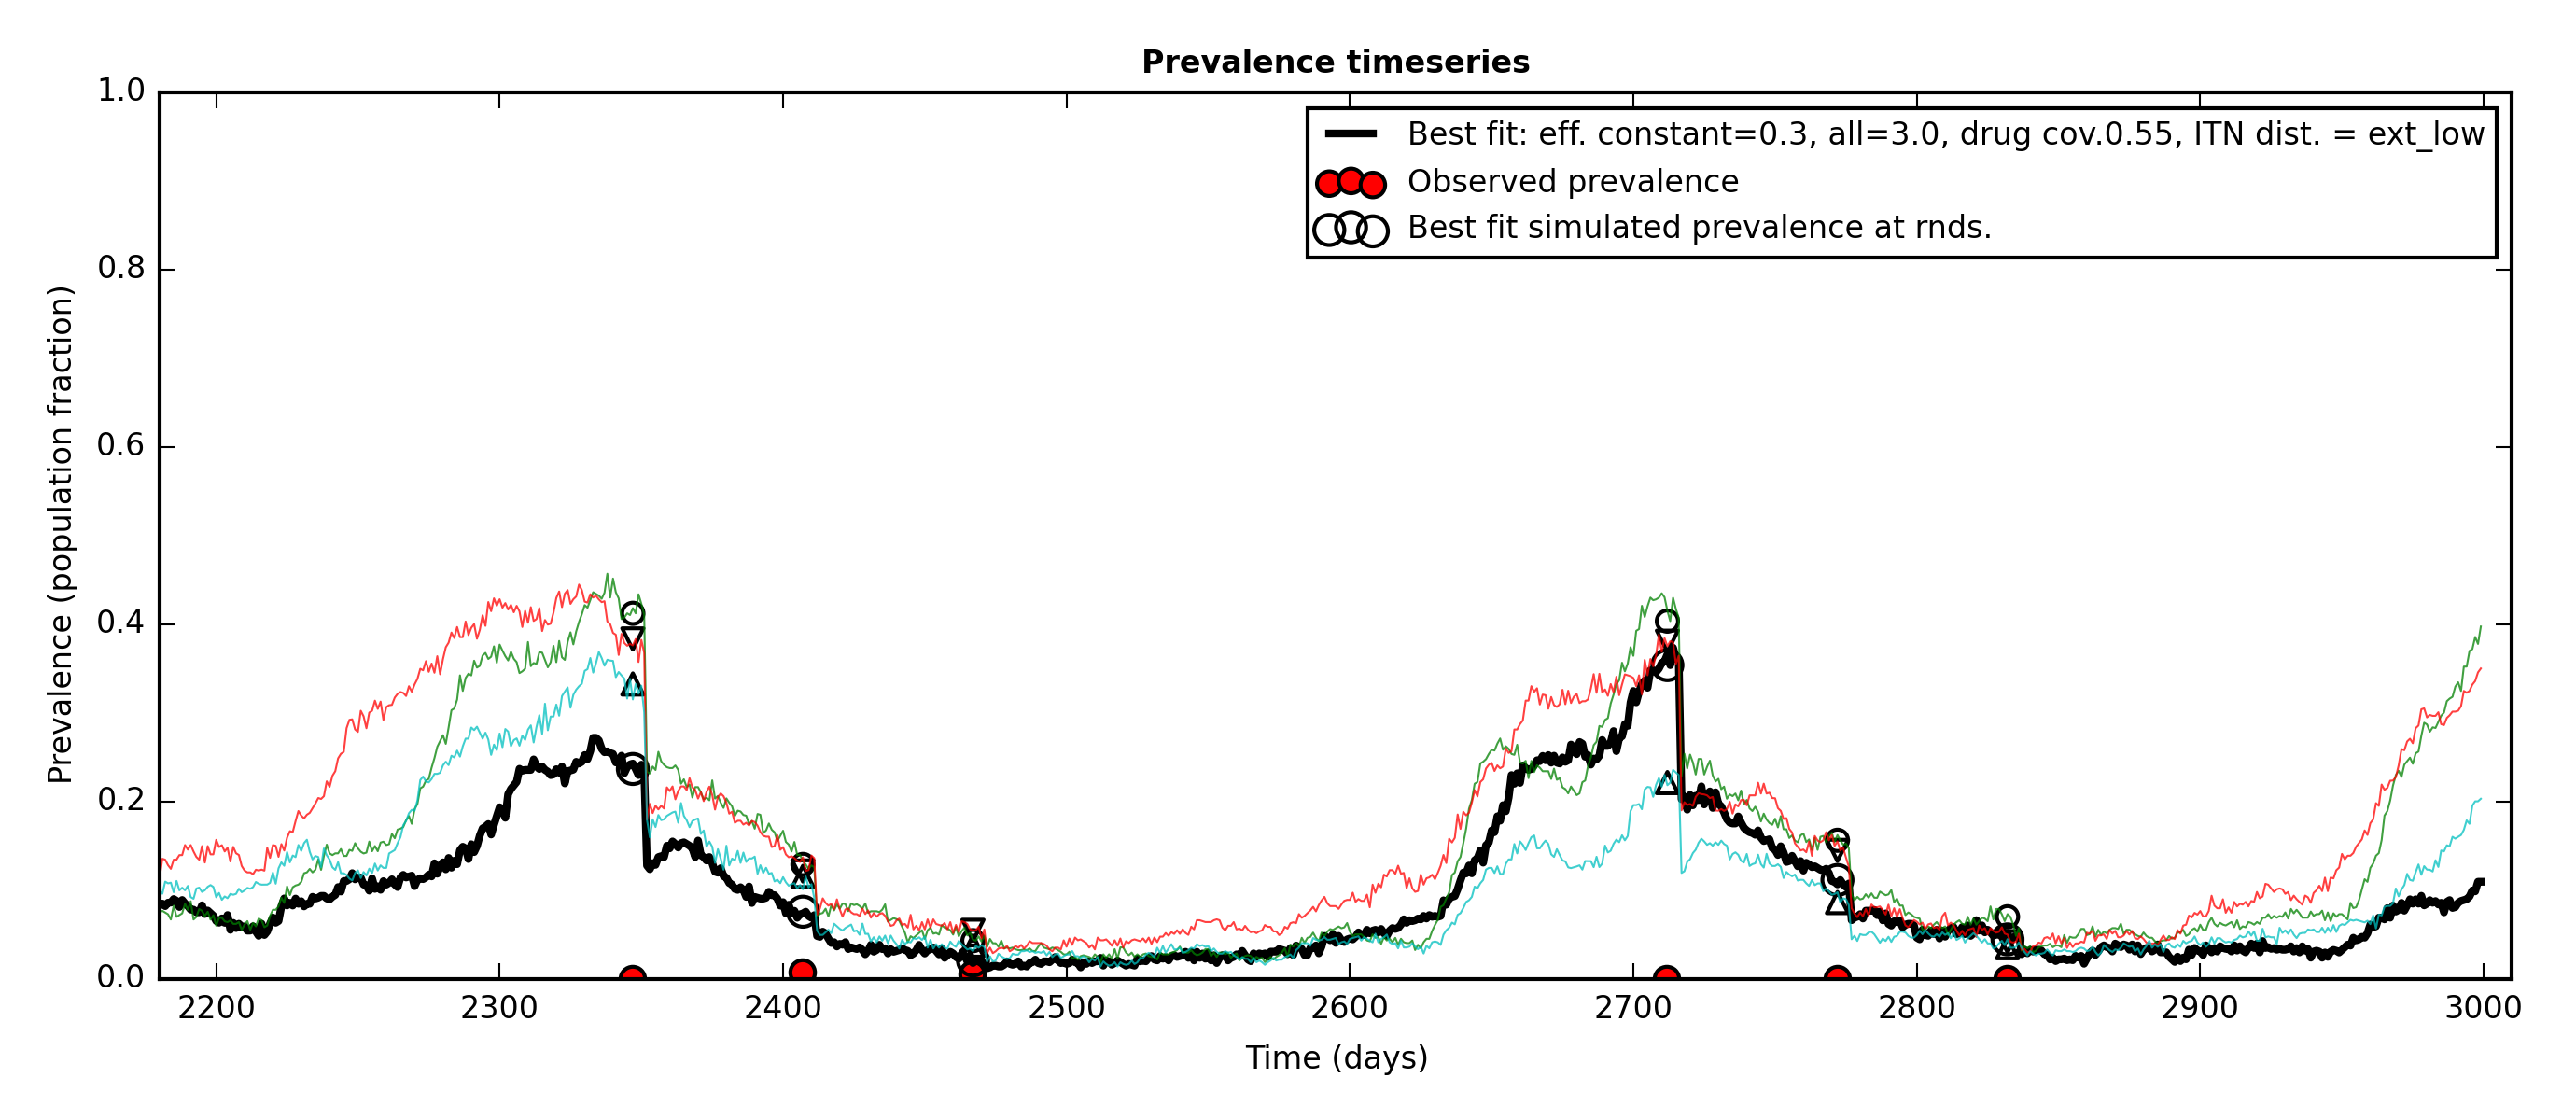 Prevalence timeseries
1.0
0.8
0.6
0.4
0.2
0.0
Prevalence (population fraction)
Best fit: eff. constant=0.3, all=3.0, drug cov.0.55, ITN dist. = ext_low
Observed prevalence
Best fit simulated prevalence at rnds.
2200 2300 2400 2500 2600 2700 2800 2900 3000
Time (days)